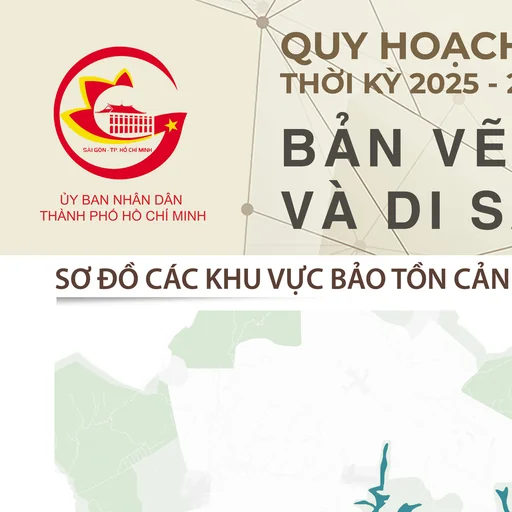 QUY HOẠCH
THỜI KỲ 2025 - 2
BẢN VẼ
VÀ DI S
SÀI GÒN - TP. HỒ CHÍ MINH
ỦY BAN NHÂN DÂN
THÀNH PHỐ HỒ CHÍ MINH
SƠ ĐỒ CÁC KHU VỰC BẢO TỒN CẢN